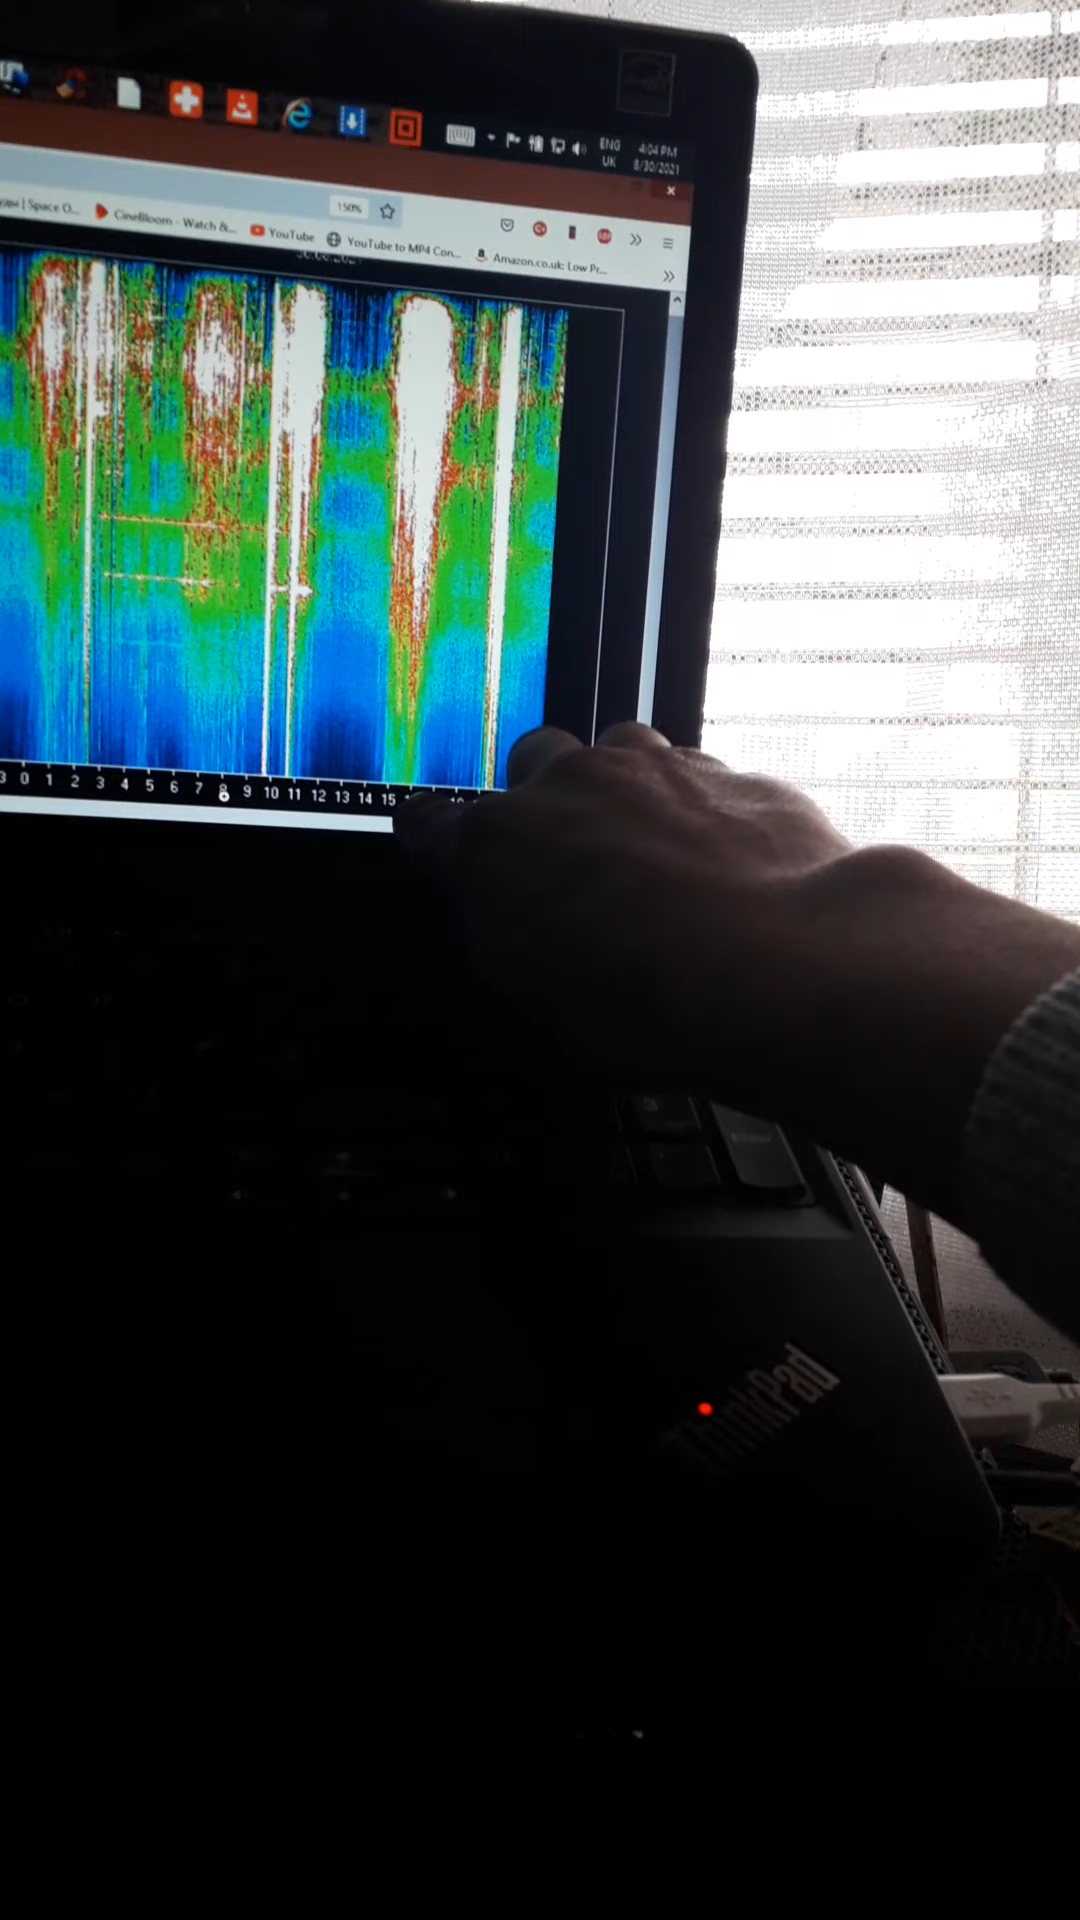 ENG 4:04 PM
UK 8/30/2021
150%
| Space O... CineBloom - Watch &... YouTube YouTube to MP4 Con... Amazon.co.uk: Low Pr...
3 0 1 2 3 4 5 6 7 8 9 10 11 12 13 14 15
ThinkPad